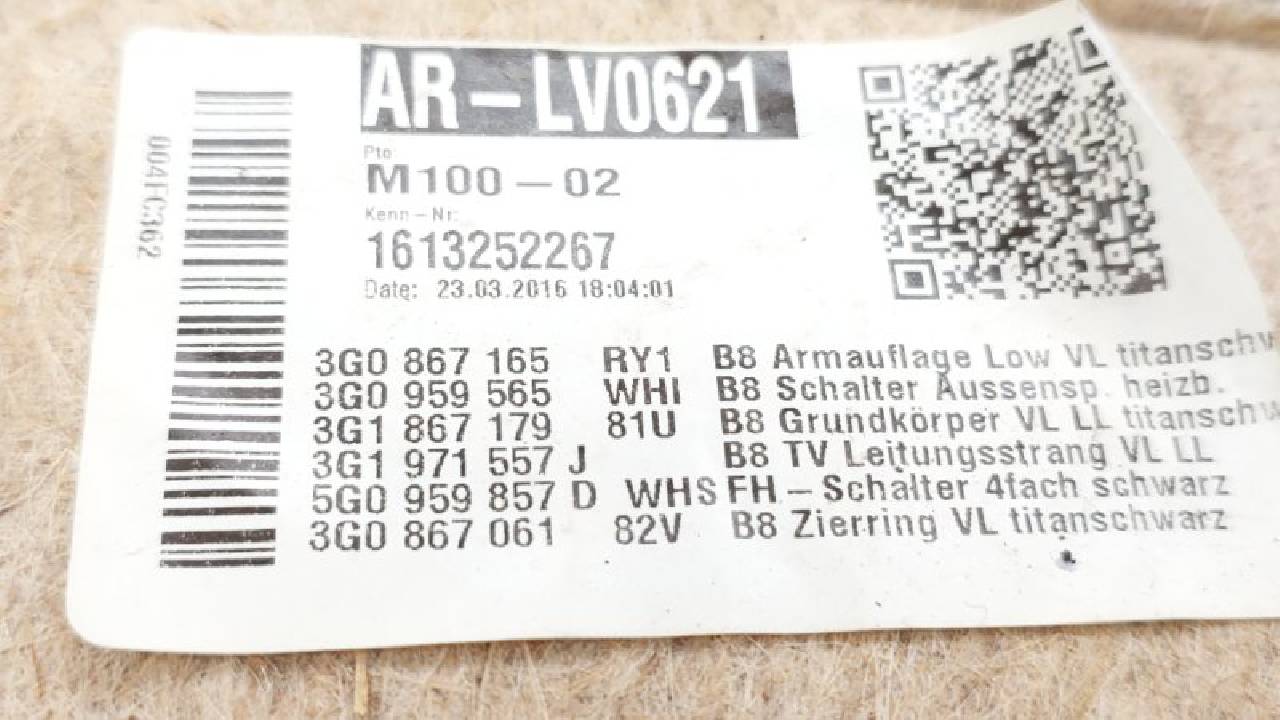 AR-LV0621
Pto:
M100-02
Kenn-Nr:
1613252267
Date: 23.03.2016 18:04:01
004FC362
3G0 867 165 RY1 B8 Armauflage Low VL titanschw
3G0 959 565 WHI B8 Schalter Aussensp. heizb.
3G1 867 179 81U B8 Grundkörper VL LL titanschw
3G1 971 557 J B8 TV Leitungsstrang VL LL
5G0 959 857 D WHS FH-Schalter 4fach schwarz
3G0 867 061 82V B8 Zierring VL titanschwarz